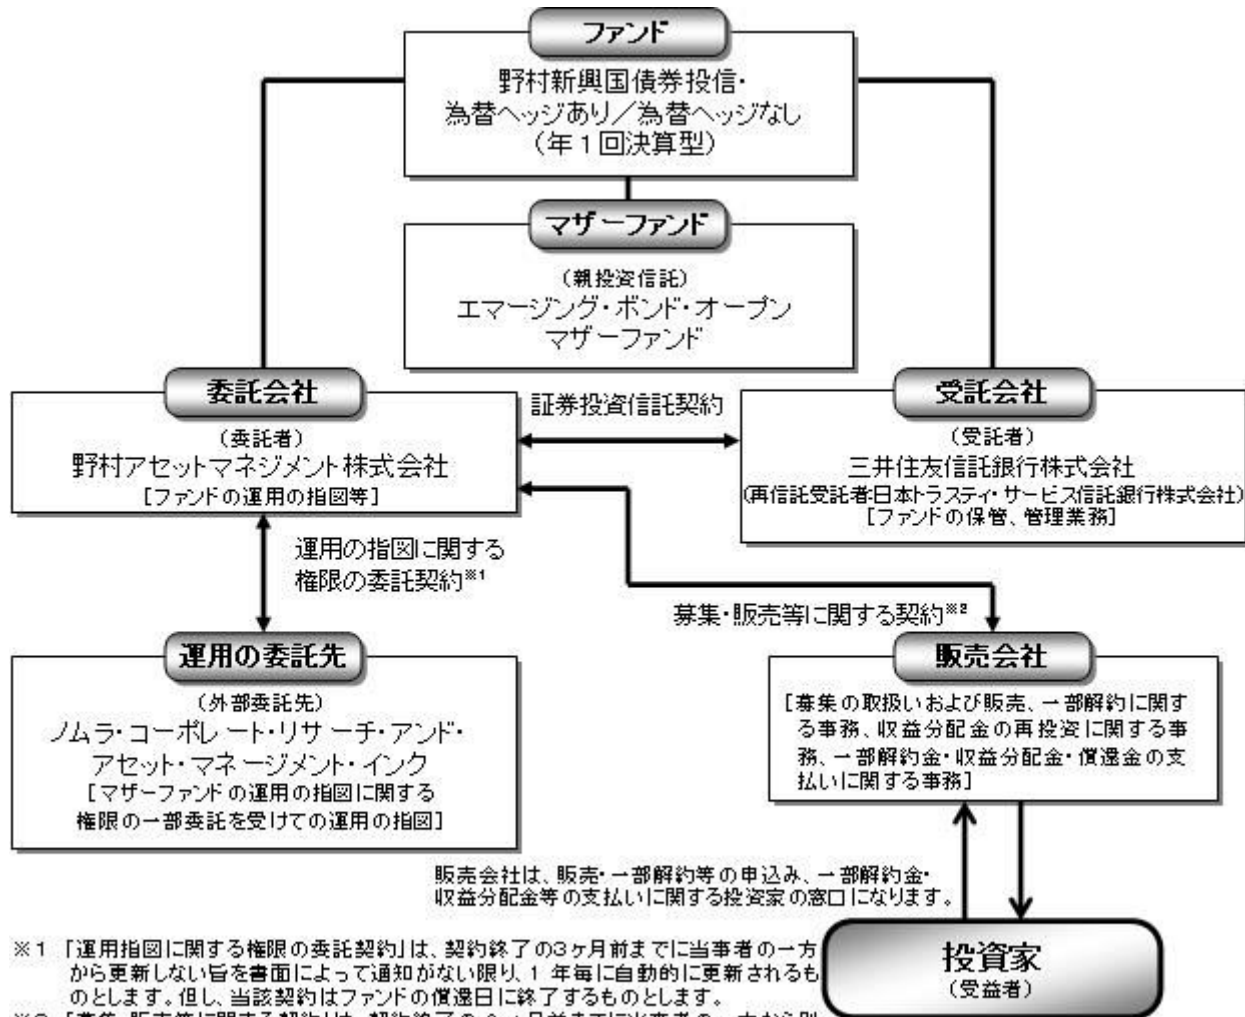 ファンド
野村新興国債券投信・
為替ヘッジあり／為替ヘッジなし
（年１回決算型）
マザーファンド
（親投資信託）
エマージング・ボンド・オープン
マザーファンド
委託会社
（委託者）
野村アセットマネジメント株式会社
［ファンドの運用の指図等］
証券投資信託契約
受託会社
（受託者）
三井住友信託銀行株式会社
(再信託受託者:日本トラスティ・サービス信託銀行株式会社)
［ファンドの保管、管理業務］
運用の指図に関する
権限の委託契約※1
募集・販売等に関する契約※2
運用の委託先
（外部委託先）
ノムラ・コーポレート・リサーチ・アンド・
アセット・マネージメント・インク
［マザーファンドの運用の指図に関する
権限の一部委託を受けての運用の指図］
販売会社
［募集の取扱いおよび販売、一部解約に関す
る事務、収益分配金の再投資に関する事
務、一部解約金・収益分配金・償還金の支
払いに関する事務］
販売会社は、販売・一部解約等の申込み、一部解約金・
収益分配金等の支払いに関する投資家の窓口になります。
投資家
（受益者）
※１ 「運用指図に関する権限の委託契約」は、契約終了の3ヶ月前までに当事者の一方
から更新しない旨を書面によって通知がない限り、１年毎に自動的に更新されるも
のとします。但し、当該契約はファンドの償還日に終了するものとします。